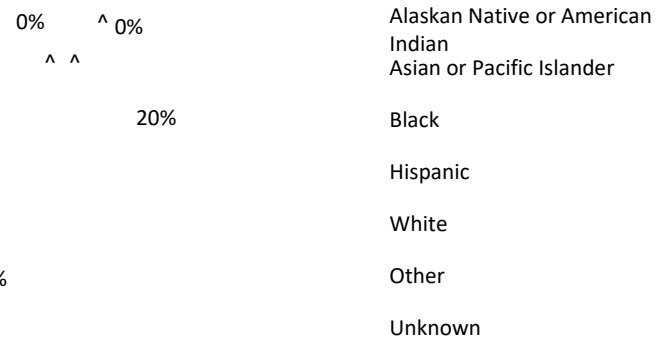 0% ^ 0%
^ ^
20%
%
Alaskan Native or American
Indian
Asian or Pacific Islander
Black
Hispanic
White
Other
Unknown